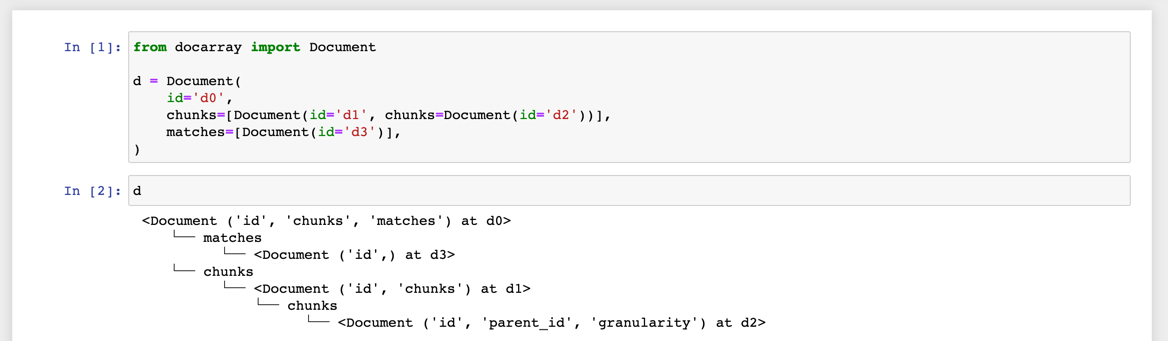 In [1]: from docarray import Document
d = Document(
    id='d0',
    chunks=[Document(id='d1', chunks=Document(id='d2'))],
    matches=[Document(id='d3')],
)
In [2]: d
<Document ('id', 'chunks', 'matches') at d0>
    └── matches
          └── <Document ('id',) at d3>
    └── chunks
          └── <Document ('id', 'chunks') at d1>
              └── chunks
                    └── <Document ('id', 'parent_id', 'granularity') at d2>